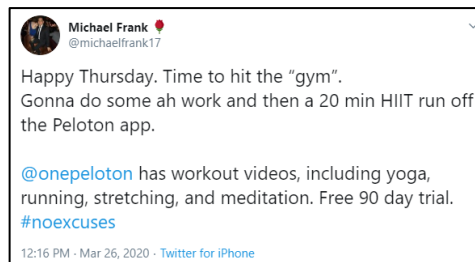 Michael Frank🌹
@michaelfrank17
Happy Thursday. Time to hit the “gym”.
Gonna do some ah work and then a 20 min HIIT run off
the Peloton app.
@onepeloton has workout videos, including yoga,
running, stretching, and meditation. Free 90 day trial.
#noexcuses
12:16 PM · Mar 26, 2020 · Twitter for iPhone